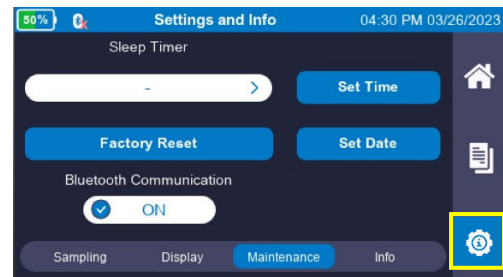 50% Settings and Info 04:30 PM 03/26/2023
Sleep Timer
- Set Time
Factory Reset Set Date
Bluetooth Communication
ON
Sampling Display Maintenance Info